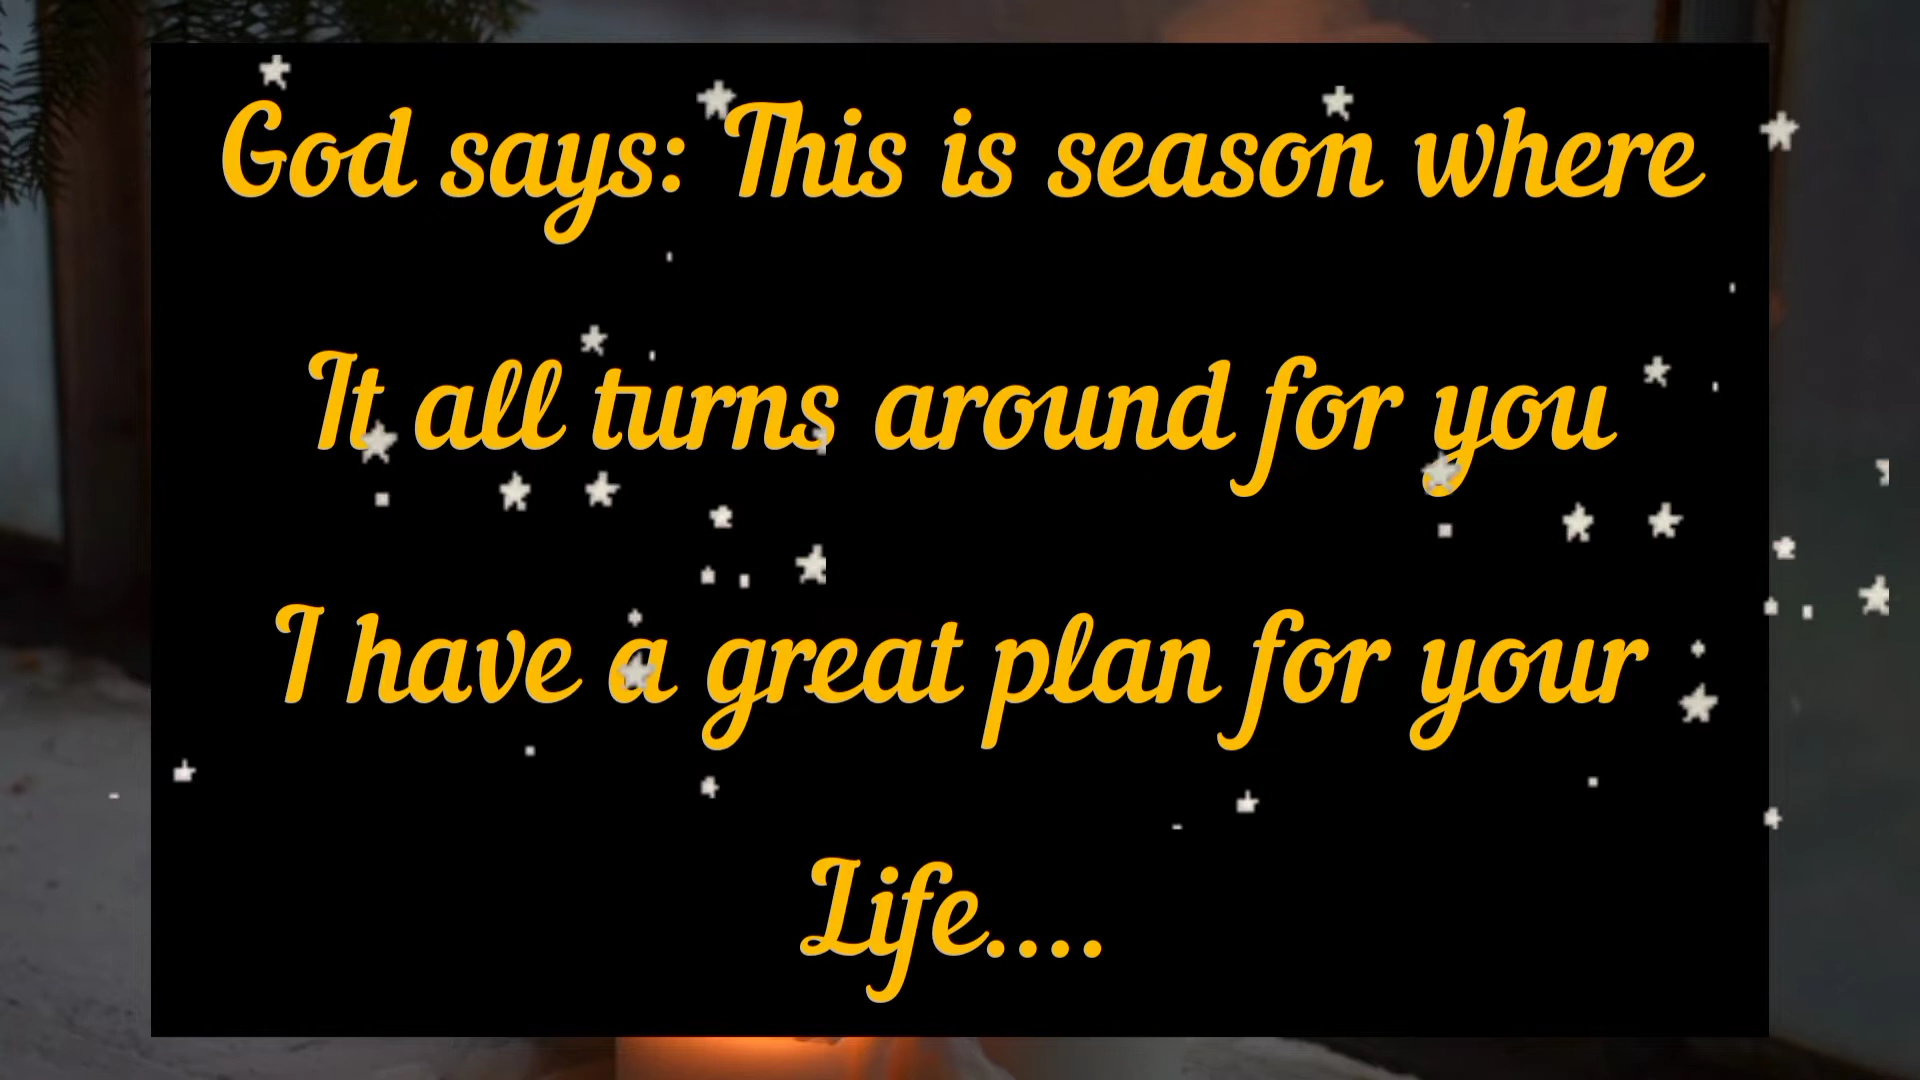 God says: This is season where
It all turns around for you
I have a great plan for your
Life....